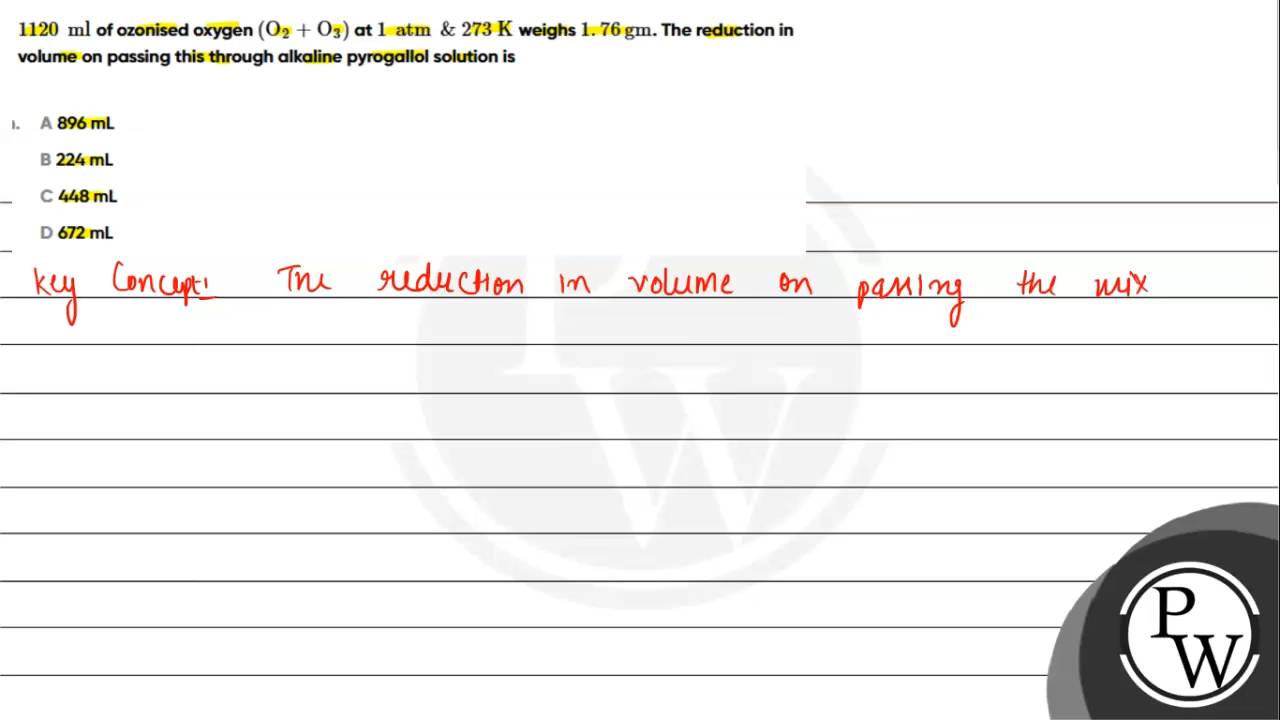 1120 ml of ozonised oxygen (O₂ + O₃) at 1 atm & 273 K weighs 1.76 gm. The reduction in
volume on passing this through alkaline pyrogallol solution is
A 896 mL
B 224 mL
C 448 mL
D 672 mL
Key Concept: The reduction in volume on passing the mix
PW
PW